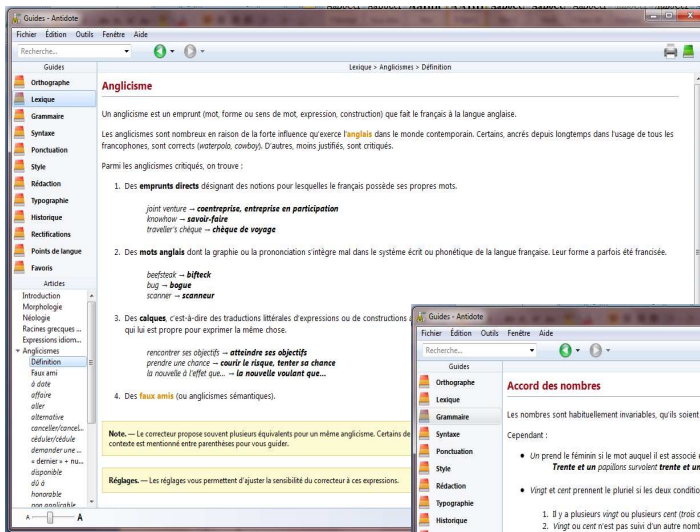 Guides - Antidote
Fichier Édition Outils Fenêtre Aide
Recherche...
Guides
Orthographe
Lexique
Grammaire
Syntaxe
Ponctuation
Style
Rédaction
Typographie
Historique
Rectifications
Points de langue
Favoris
Articles
Introduction
Morphologie
Néologie
Racines grecques ...
Expressions idiom...
Anglicismes
Définition
Faux ami
à date
affaire
aller
alternative
canceller/cancel...
céduler/cédule
demander une ...
« dernier » + nu...
disponible
dû à
honorable
non applicable
A A
Lexique > Anglicismes > Définition
Anglicisme
Un anglicisme est un emprunt (mot, forme ou sens de mot, expression, construction) que fait le français à la langue anglaise.
Les anglicismes sont nombreux en raison de la forte influence qu'exerce l'anglais dans le monde contemporain. Certains, ancrés depuis longtemps dans l'usage de tous les
francophones, sont corrects (waterpolo, cowboy). D'autres, moins justifiés, sont critiqués.
Parmi les anglicismes critiqués, on trouve :
1. Des emprunts directs désignant des notions pour lesquelles le français possède ses propres mots.
joint venture → coentreprise, entreprise en participation
knowhow → savoir-faire
traveller's chèque → chèque de voyage
2. Des mots anglais dont la graphie ou la prononciation s'intègre mal dans le système écrit ou phonétique de la langue française. Leur forme a parfois été francisée.
beefsteak → bifteck
bug → bogue
scanner → scanneur
3. Des calques, c'est-à-dire des traductions littérales d'expressions ou de constructions
qui lui est propre pour exprimer la même chose.
rencontrer ses objectifs → atteindre ses objectifs
prendre une chance → courir le risque, tenter sa chance
la nouvelle à l'effet que... → la nouvelle voulant que...
4. Des faux amis (ou anglicismes sémantiques).
Note. — Le correcteur propose souvent plusieurs équivalents pour un même anglicisme. Certains de
contexte est mentionné entre parenthèses pour vous guider.
Réglages. — Les réglages vous permettent d'ajuster la sensibilité du correcteur à ces expressions.
Guides - Antidote
Fichier Édition Outils Fenêtre Aide
Recherche...
Guides
Orthographe
Lexique
Grammaire
Syntaxe
Ponctuation
Style
Rédaction
Typographie
Historique
Accord des nombres
Les nombres sont habituellement invariables, qu'ils soient
Cependant :
• Un prend le féminin si le mot auquel il est associé e
Trente et un papillons survolent trente et un
• Vingt et cent prennent le pluriel si les deux conditio
1. Il y a plusieurs vingt ou plusieurs cent (trois c
2. Vingt ou cent n'est pas suivi d'un autre nomb